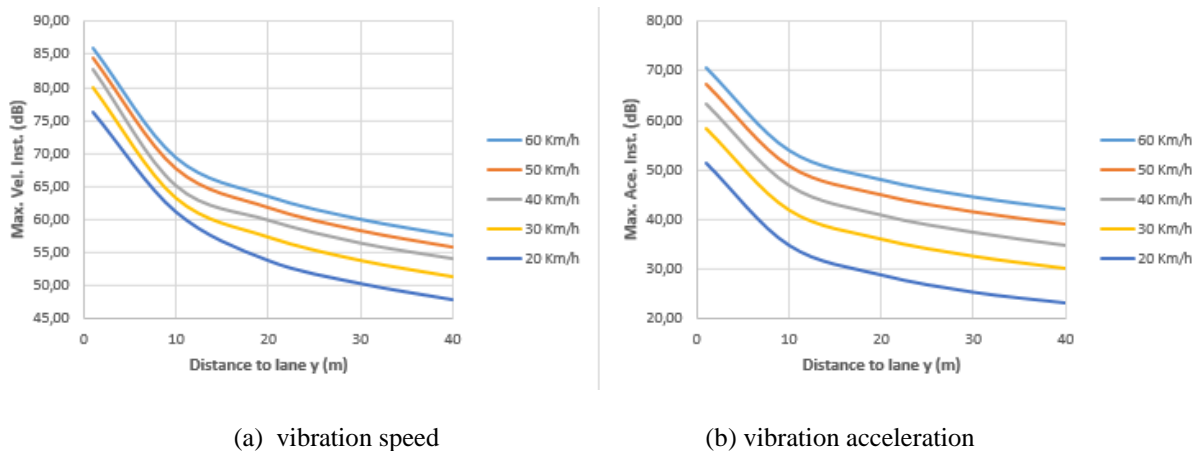 90,00
85,00
80,00
75,00
70,00
65,00
60,00
55,00
50,00
45,00
Max. Vel. Inst. (dB)
0 10 20 30 40
Distance to lane y (m)
60 Km/h
50 Km/h
40 Km/h
30 Km/h
20 Km/h
80,00
70,00
60,00
50,00
40,00
30,00
20,00
Max. Ace. Inst. (dB)
0 10 20 30 40
Distance to lane y (m)
60 Km/h
50 Km/h
40 Km/h
30 Km/h
20 Km/h
(a) vibration speed
(b) vibration acceleration